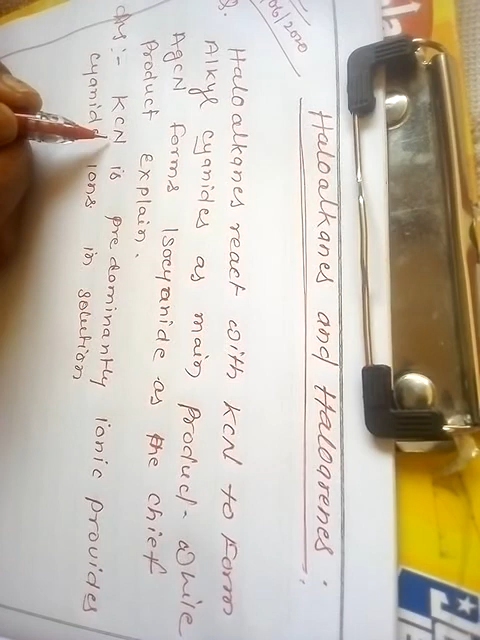 /06/2020
Haloalkanes and Haloarenes:
Q. Haloalkanes react with KCN to Form
Alkyl cyanides as main product while
AgCN forms Isocyanide as the chief
Product explain.
Ans:- KCN is predominantly ionic provides
cyanide ions in solution